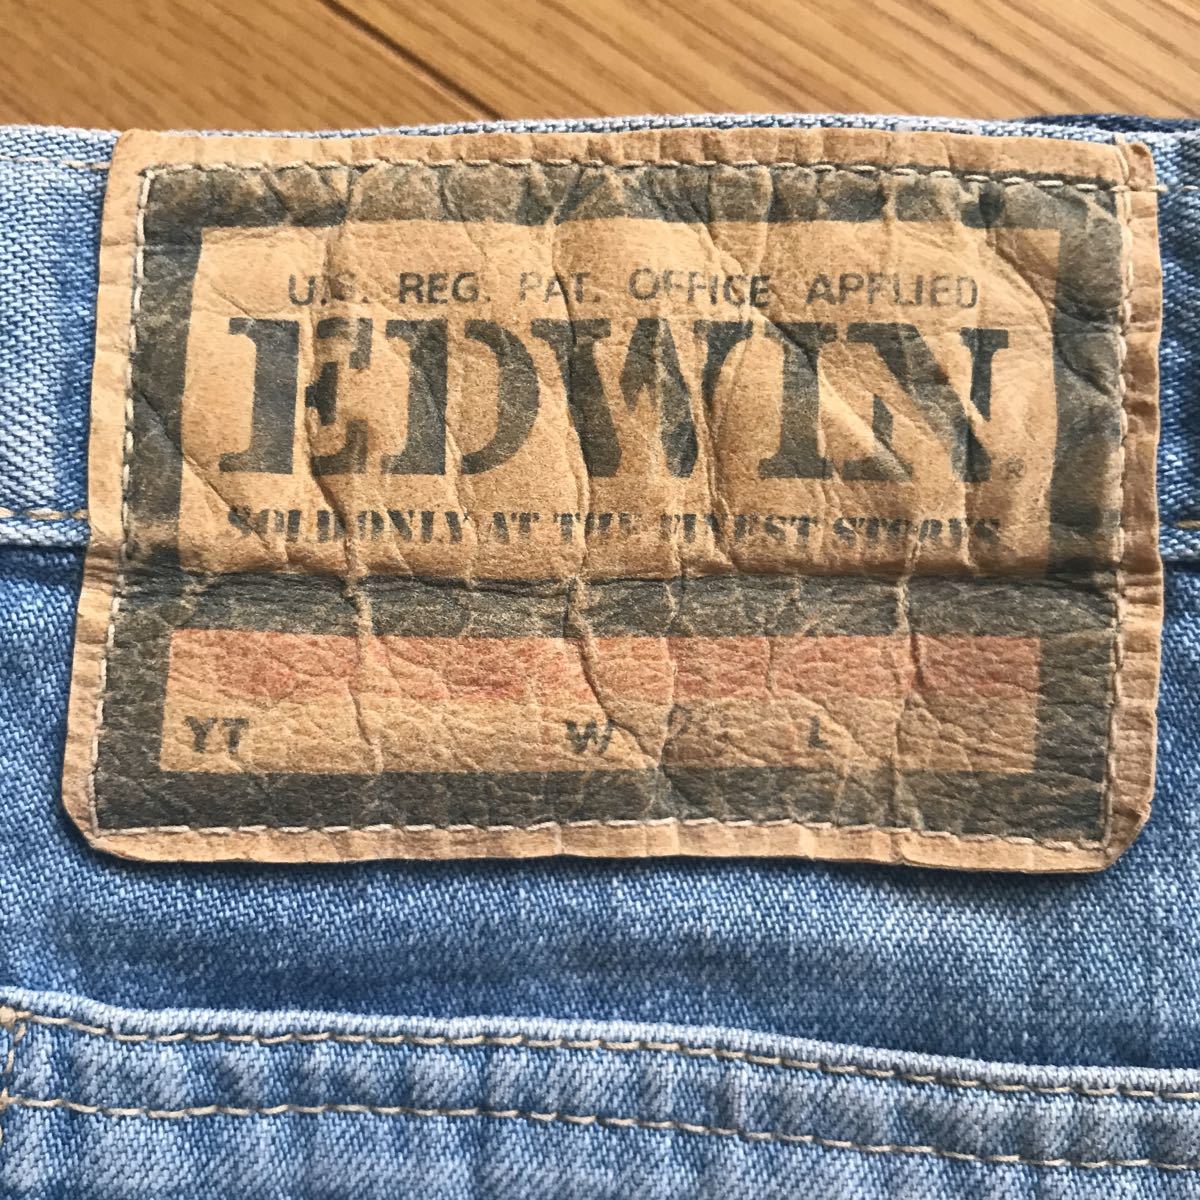 U.S. REG. PAT. OFFICE APPLIED
EDWIN ®
SOLD ONLY AT THE FINEST STORES
YT W L